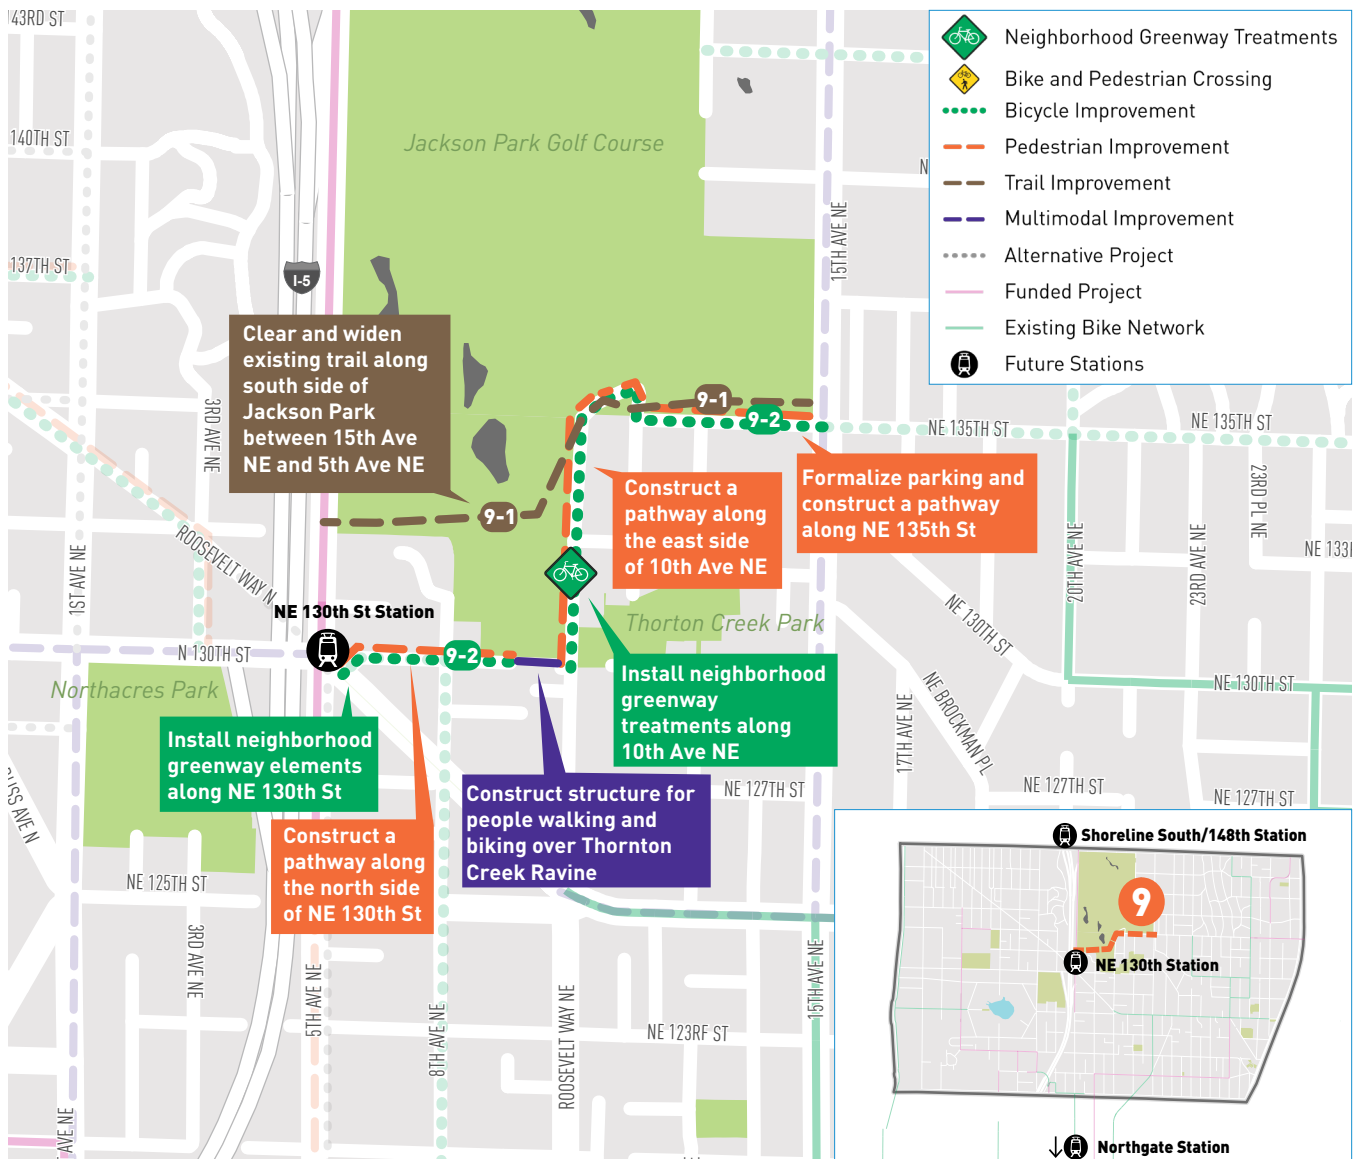 43RD ST
140TH ST
137TH ST
Jackson Park Golf Course
I-5
15TH AVE NE
N
Neighborhood Greenway Treatments
Bike and Pedestrian Crossing
Bicycle Improvement
Pedestrian Improvement
Trail Improvement
Multimodal Improvement
Alternative Project
Funded Project
Existing Bike Network
Future Stations
Clear and widen
existing trail along
south side of
Jackson Park
between 15th Ave
NE and 5th Ave NE
3RD AVE NE
9-1
9-2
NE 135TH ST
NE 135TH ST
Formalize parking and
construct a pathway
along NE 135th St
Construct a
pathway along
the east side
of 10th Ave NE
9-1
23RD PL NE
20TH AVE NE
23RD AVE NE
NE 133
1ST AVE NE
ROOSEVELT WAY N
NE 130th St Station
Thorton Creek Park
NE 130TH ST
N 130TH ST
9-2
Northacres Park
Install neighborhood
greenway
treatments along
10th Ave NE
NE 130TH ST
17TH AVE NE
NE BROCKMAN PL
Install neighborhood
greenway elements
along NE 130th St
Construct structure for
people walking and
biking over Thornton
Creek Ravine
NE 127TH ST
NE 127TH ST
NE 127TH ST
Construct a
pathway along
the north side
of NE 130th St
LISS AVE N
NE 125TH ST
3RD AVE NE
5TH AVE NE
8TH AVE NE
ROOSEVELT WAY NE
NE 123RF ST
15TH AVE NE
AVE NE
Shoreline South/148th Station
9
NE 130th Station
Northgate Station